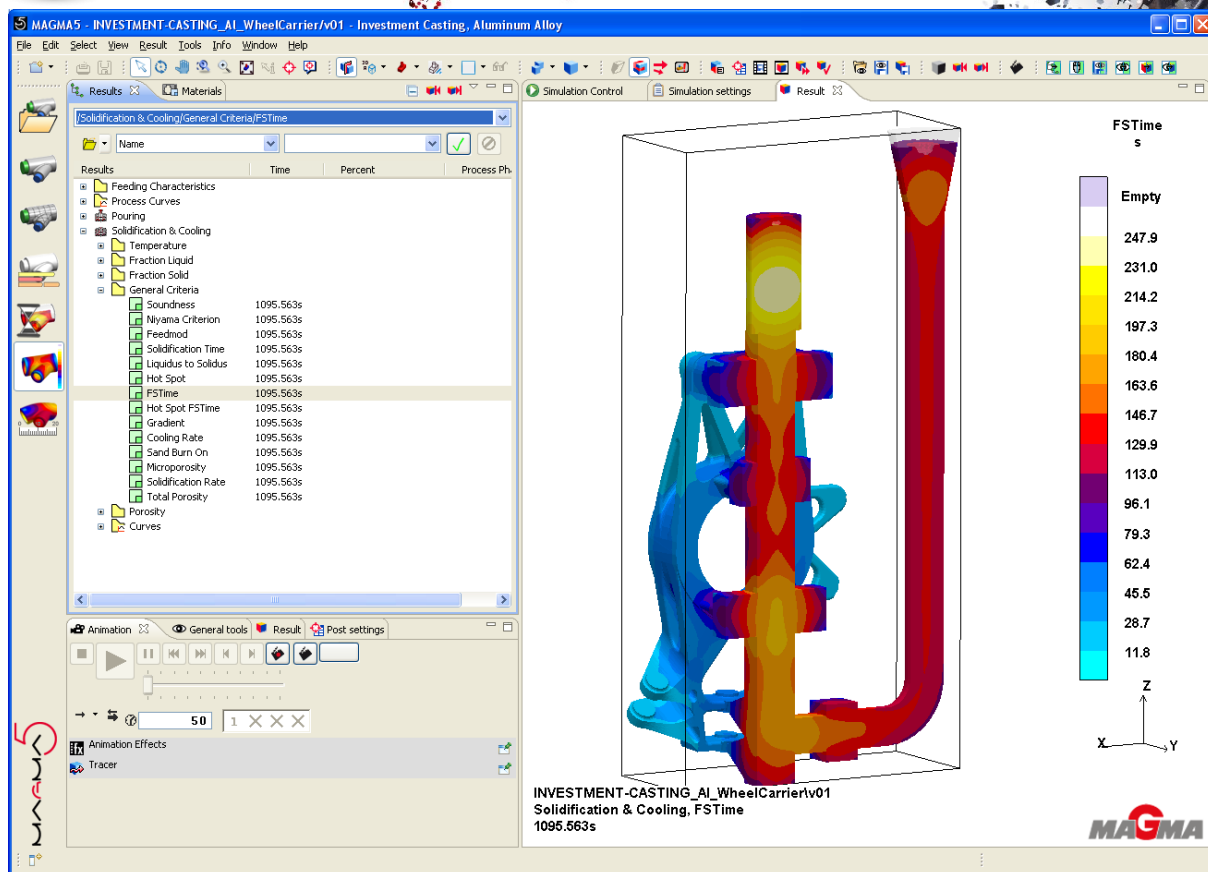 MAGMA5 - INVESTMENT-CASTING_Al_WheelCarrier/v01 - Investment Casting, Aluminum Alloy
File Edit Select View Result Tools Info Window Help
Results Materials
/Solidification & Cooling/General Criteria/FSTime
Name
Results Time Percent Process Ph
Feeding Characteristics
Process Curves
Pouring
Solidification & Cooling
Temperature
Fraction Liquid
Fraction Solid
General Criteria
Soundness 1095.563s
Niyama Criterion 1095.563s
Feedmod 1095.563s
Solidification Time 1095.563s
Liquidus to Solidus 1095.563s
Hot Spot 1095.563s
FSTime 1095.563s
Hot Spot FSTime 1095.563s
Gradient 1095.563s
Cooling Rate 1095.563s
Sand Burn On 1095.563s
Microporosity 1095.563s
Solidification Rate 1095.563s
Total Porosity 1095.563s
Porosity
Curves
Animation General tools Result Post settings
50 1
fx Animation Effects
Tracer
MAGMA5
Simulation Control Simulation settings Result
FSTime
s
Empty
247.9
231.0
214.2
197.3
180.4
163.6
146.7
129.9
113.0
96.1
79.3
62.4
45.5
28.7
11.8
Z
X Y
INVESTMENT-CASTING_Al_WheelCarrier\v01
Solidification & Cooling, FSTime
1095.563s
MAGMA